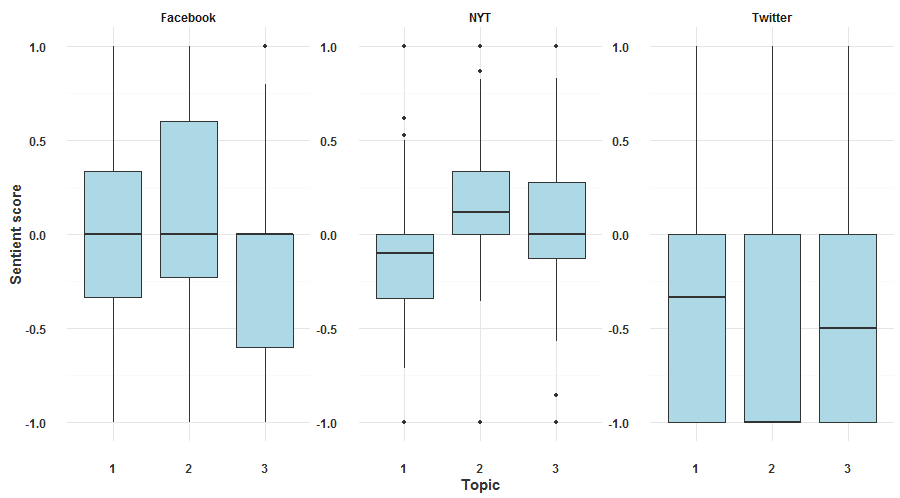 Facebook NYT Twitter
1.0 1.0 1.0
0.5 0.5 0.5
0.0 0.0 0.0
-0.5 -0.5 -0.5
-1.0 -1.0 -1.0
Sentient score
1 2 3 1 2 3 1 2 3
Topic